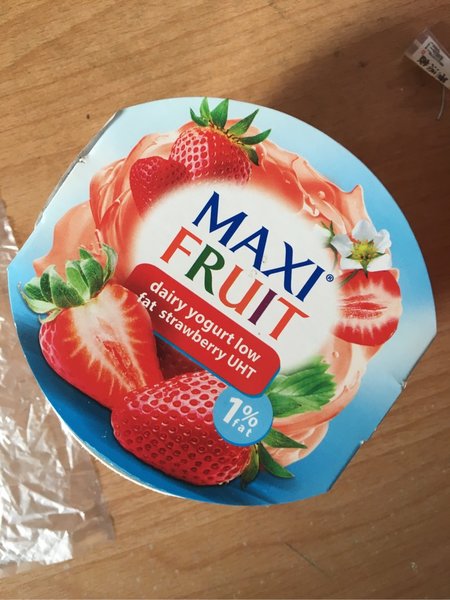 MAXI®
FRUIT
dairy yogurt low
fat strawberry UHT
1%
fat